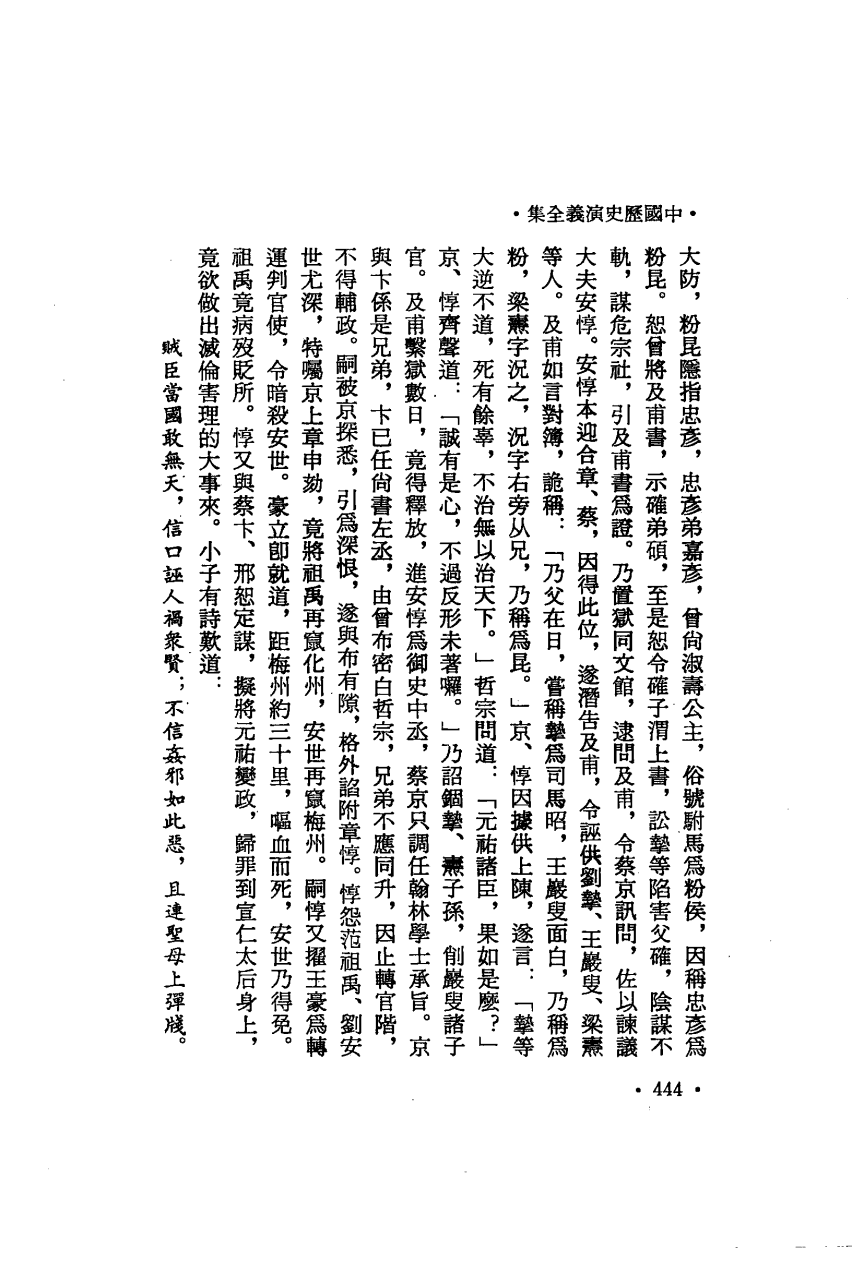 •中國歷史演義全集•
大防，粉昆隱指忠彥，忠彥弟嘉彥，曾尚淑壽公主，俗號駙馬爲粉侯，因稱忠彥爲
粉昆。恕曾將及甫書，示確弟碩，至是恕令確子渭上書，訟摯等陷害父確，陰謀不
軌，謀危宗社，引及甫書爲證。乃置獄同文館，逮問及甫，令蔡京訊問，佐以諫議
大夫安惇。安惇本迎合章、蔡，因得此位，遂潛告及甫，令誣供劉摯、王巖叟、梁燾
等人。及甫如言對簿，詭稱：「乃父在日，嘗稱摯爲司馬昭，王巖叟面白，乃稱爲
粉，梁燾字況之，況字右旁从兄，乃稱爲昆。」京、惇因據供上陳，遂言：「摯等
大逆不道，死有餘辜，不治無以治天下。」哲宗問道：「元祐諸臣，果如是麼？」
京、惇齊聲道：「誠有是心，不過反形未著囉。」乃詔錮摯、燾子孫，削巖叟諸子
官。及甫繫獄數日，竟得釋放，進安惇爲御史中丞，蔡京只調任翰林學士承旨。京
與卞係是兄弟，卞已任尚書左丞，由曾布密白哲宗，兄弟不應同升，因止轉官階，
不得輔政。嗣被京探悉，引爲深恨，遂與布有隙，格外諂附章惇。惇怨范祖禹、劉安
世尤深，特囑京上章申劾，竟將祖禹再竄化州，安世再竄梅州。嗣惇又擢王豪爲轉
運判官使，令暗殺安世。豪立卽就道，距梅州約三十里，嘔血而死，安世乃得免。
祖禹竟病歿貶所。惇又與蔡卞、邢恕定謀，擬將元祐變政，歸罪到宣仁太后身上，
竟欲做出滅倫害理的大事來。小子有詩歎道：
賊臣當國敢無天，信口誣人禍衆賢；不信姦邪如此惡，且連聖母上彈牋。
• 444 •